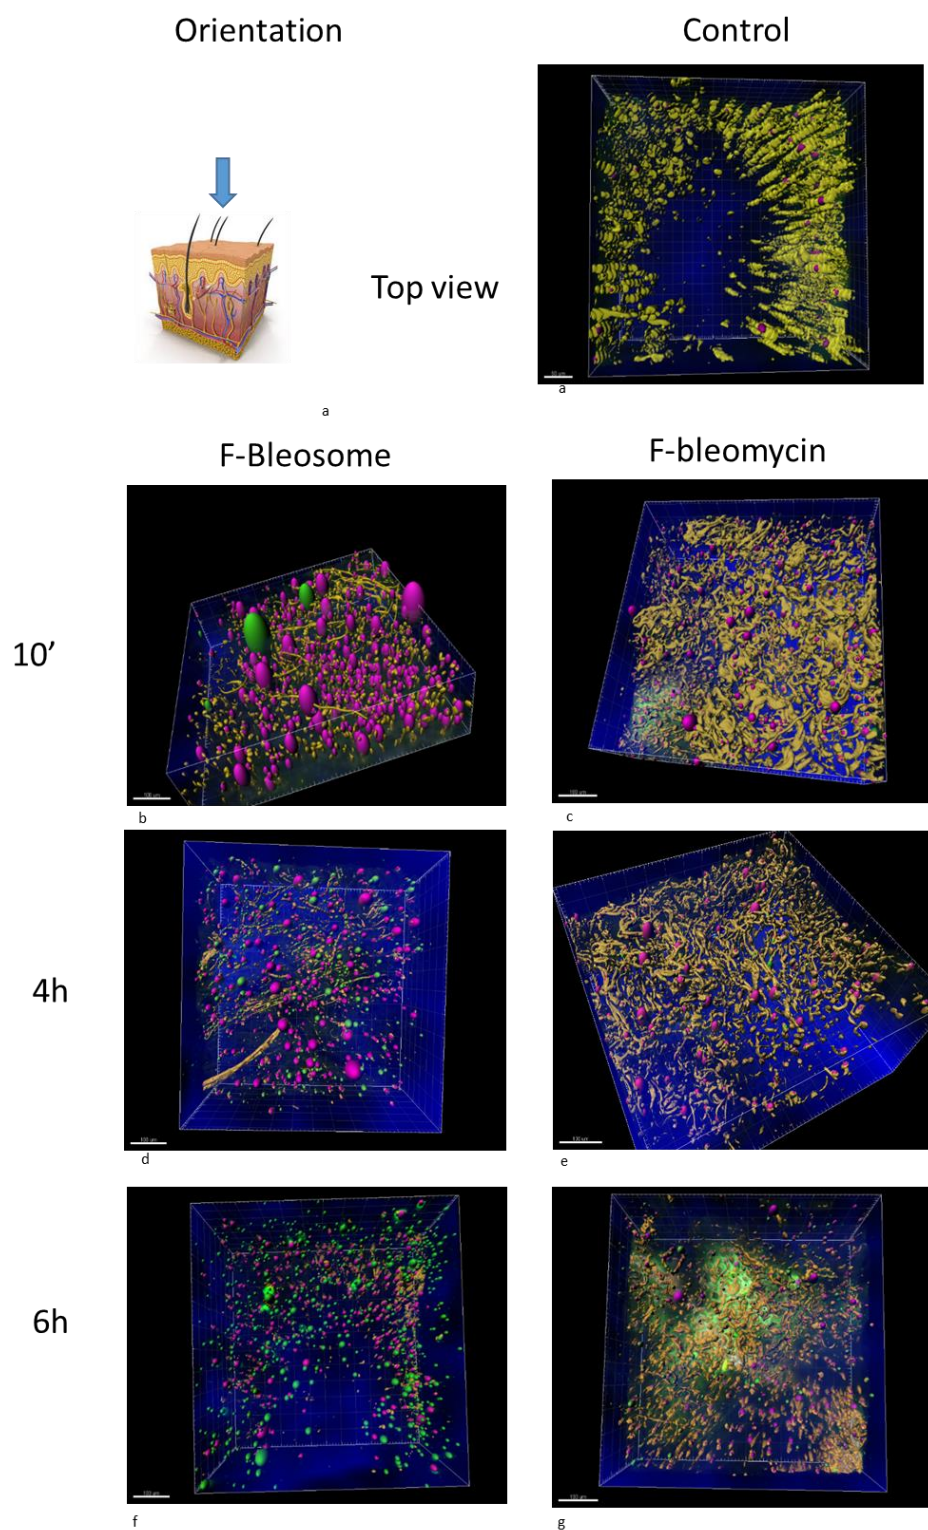 Orientation
Control
Top view
a
a
F-Bleosome
F-bleomycin
10’
b
c
4h
d
e
6h
f
g